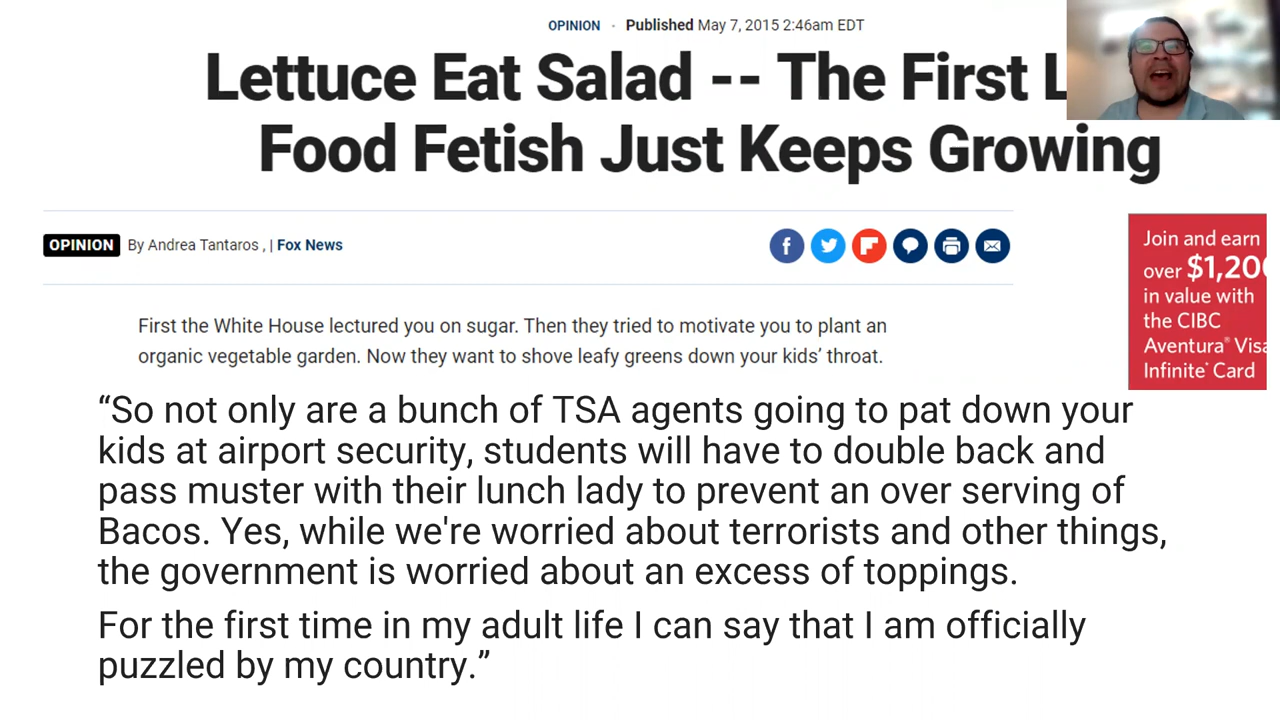 OPINION · Published May 7, 2015 2:46am EDT
Lettuce Eat Salad -- The First
Food Fetish Just Keeps Growing
OPINION By Andrea Tantaros , | Fox News
First the White House lectured you on sugar. Then they tried to motivate you to plant an
organic vegetable garden. Now they want to shove leafy greens down your kids’ throat.
Join and earn
over $1,20
in value with
the CIBC
Aventura® Visa
Infinite* Card
“So not only are a bunch of TSA agents going to pat down your
kids at airport security, students will have to double back and
pass muster with their lunch lady to prevent an over serving of
Bacos. Yes, while we're worried about terrorists and other things,
the government is worried about an excess of toppings.
For the first time in my adult life I can say that I am officially
puzzled by my country.”